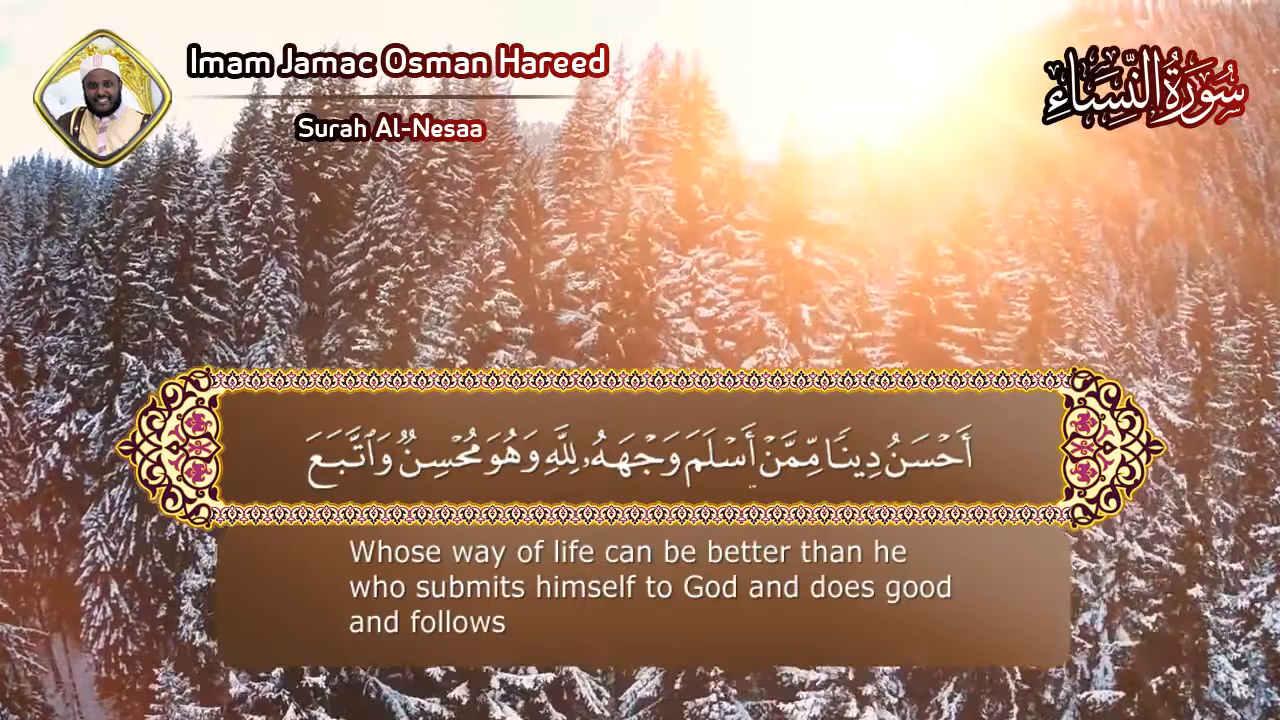 Imam Jamac Osman Hareed
Surah Al-Nesaa
سُورَةُ النِّسَاءِ
أَحۡسَنُ دِينٗا مِّمَّنۡ أَسۡلَمَ وَجۡهَهُۥ لِلَّهِ وَهُوَ مُحۡسِنٞ وَٱتَّبَعَ
Whose way of life can be better than he
who submits himself to God and does good
and follows